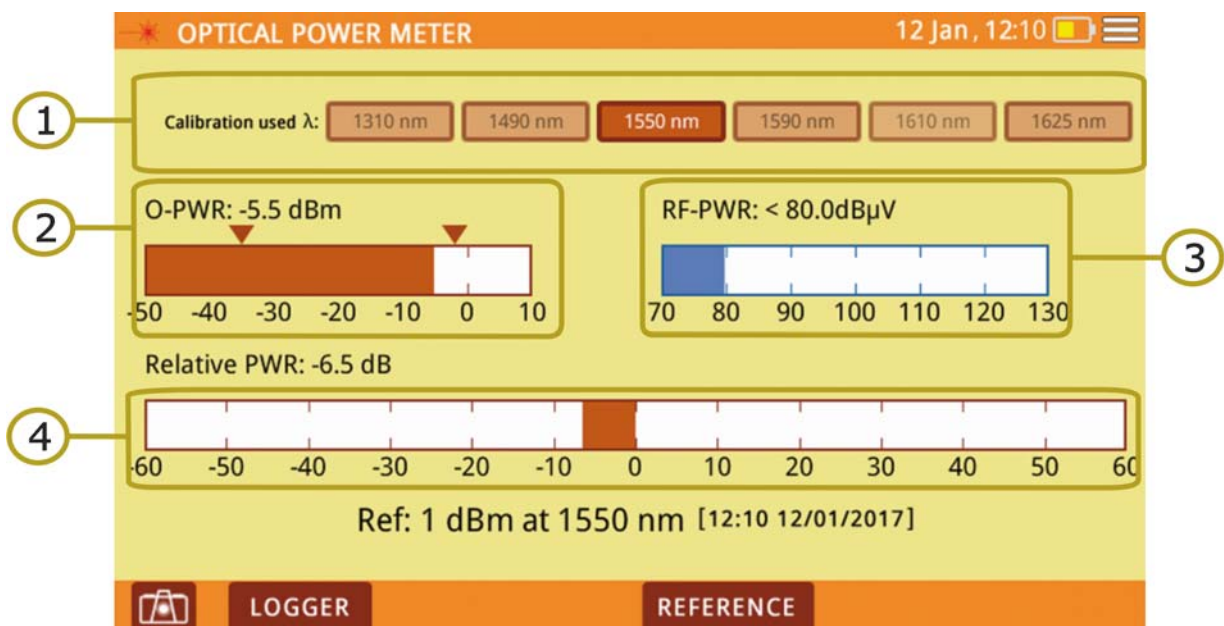 OPTICAL POWER METER 12 Jan, 12:10
1
Calibration used λ: 1310 nm 1490 nm 1550 nm 1590 nm 1610 nm 1625 nm
2
O-PWR: -5.5 dBm
-50 -40 -30 -20 -10 0 10
RF-PWR: < 80.0dBμV
70 80 90 100 110 120 130
3
Relative PWR: -6.5 dB
4
-60 -50 -40 -30 -20 -10 0 10 20 30 40 50 60
Ref: 1 dBm at 1550 nm [12:10 12/01/2017]
LOGGER REFERENCE